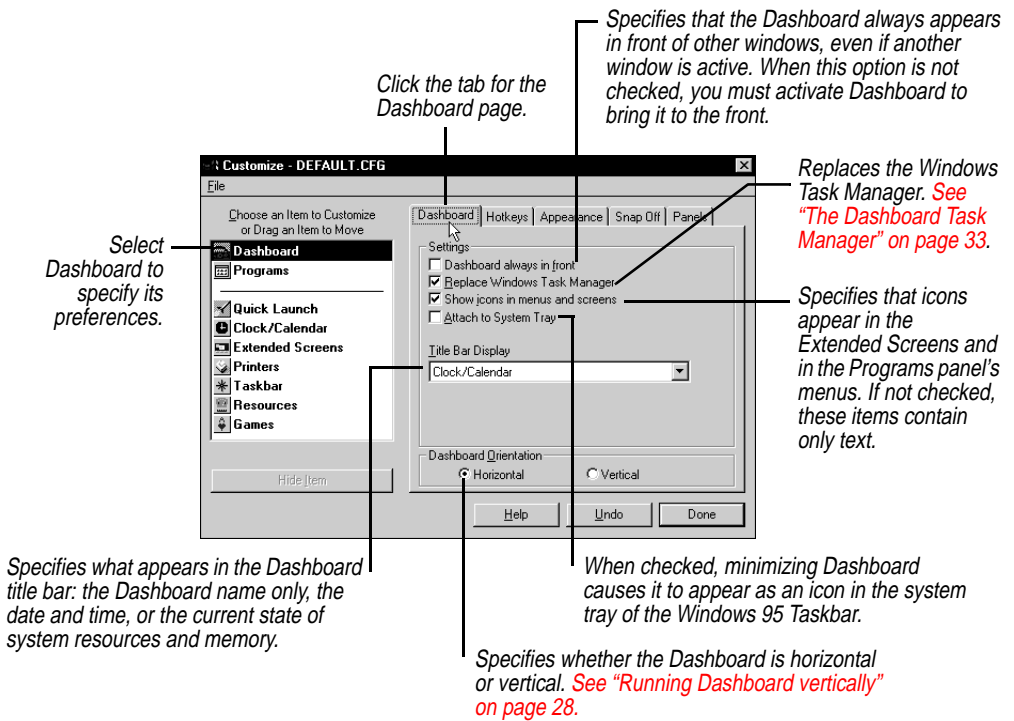 Specifies that the Dashboard always appears
in front of other windows, even if another
window is active. When this option is not
checked, you must activate Dashboard to
bring it to the front.
Click the tab for the
Dashboard page.
Customize - DEFAULT.CFG
File
Choose an Item to Customize
or Drag an Item to Move
Dashboard
Programs
Quick Launch
Clock/Calendar
Extended Screens
Printers
Taskbar
Resources
Games
Hide Item
Dashboard Hotkeys Appearance Snap Off Panels
Settings
Dashboard always in front
Replace Windows Task Manager
Show icons in menus and screens
Attach to System Tray
Title Bar Display
Clock/Calendar
Dashboard Orientation
Horizontal Vertical
Help Undo Done
Replaces the Windows
Task Manager. See
“The Dashboard Task
Manager” on page 33.
Select
Dashboard to
specify its
preferences.
Specifies that icons
appear in the
Extended Screens and
in the Programs panel’s
menus. If not checked,
these items contain
only text.
Specifies what appears in the Dashboard
title bar: the Dashboard name only, the
date and time, or the current state of
system resources and memory.
When checked, minimizing Dashboard
causes it to appear as an icon in the system
tray of the Windows 95 Taskbar.
Specifies whether the Dashboard is horizontal
or vertical. See “Running Dashboard vertically”
on page 28.